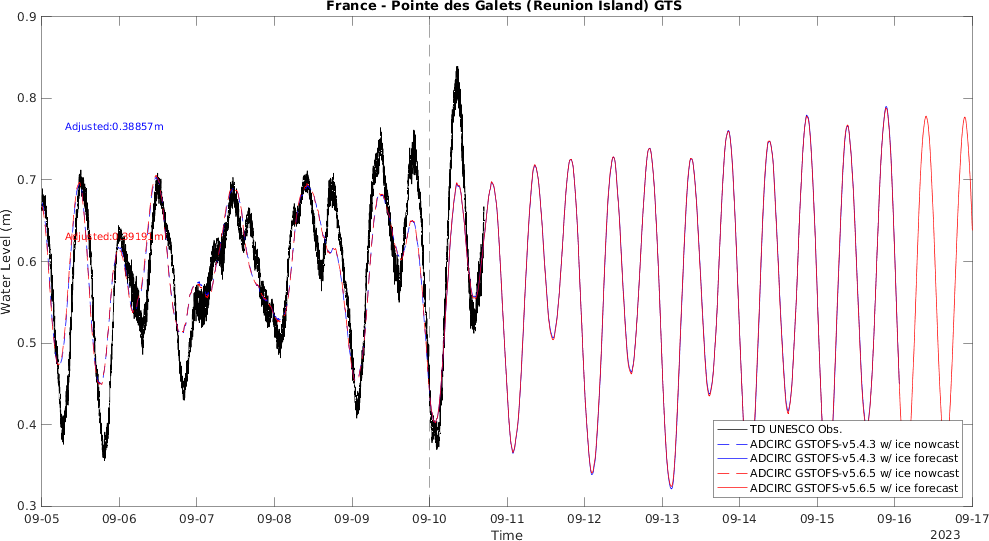 France - Pointe des Galets (Reunion Island) GTS
0.9
0.8
0.7
0.6
0.5
0.4
0.3
Water Level (m)
Adjusted:0.38857m
Adjusted:0.39195m
TD UNESCO Obs.
ADCIRC GSTOFS-v5.4.3 w/ ice nowcast
ADCIRC GSTOFS-v5.4.3 w/ ice forecast
ADCIRC GSTOFS-v5.6.5 w/ ice nowcast
ADCIRC GSTOFS-v5.6.5 w/ ice forecast
09-05 09-06 09-07 09-08 09-09 09-10 09-11 09-12 09-13 09-14 09-15 09-16 09-17
Time
2023